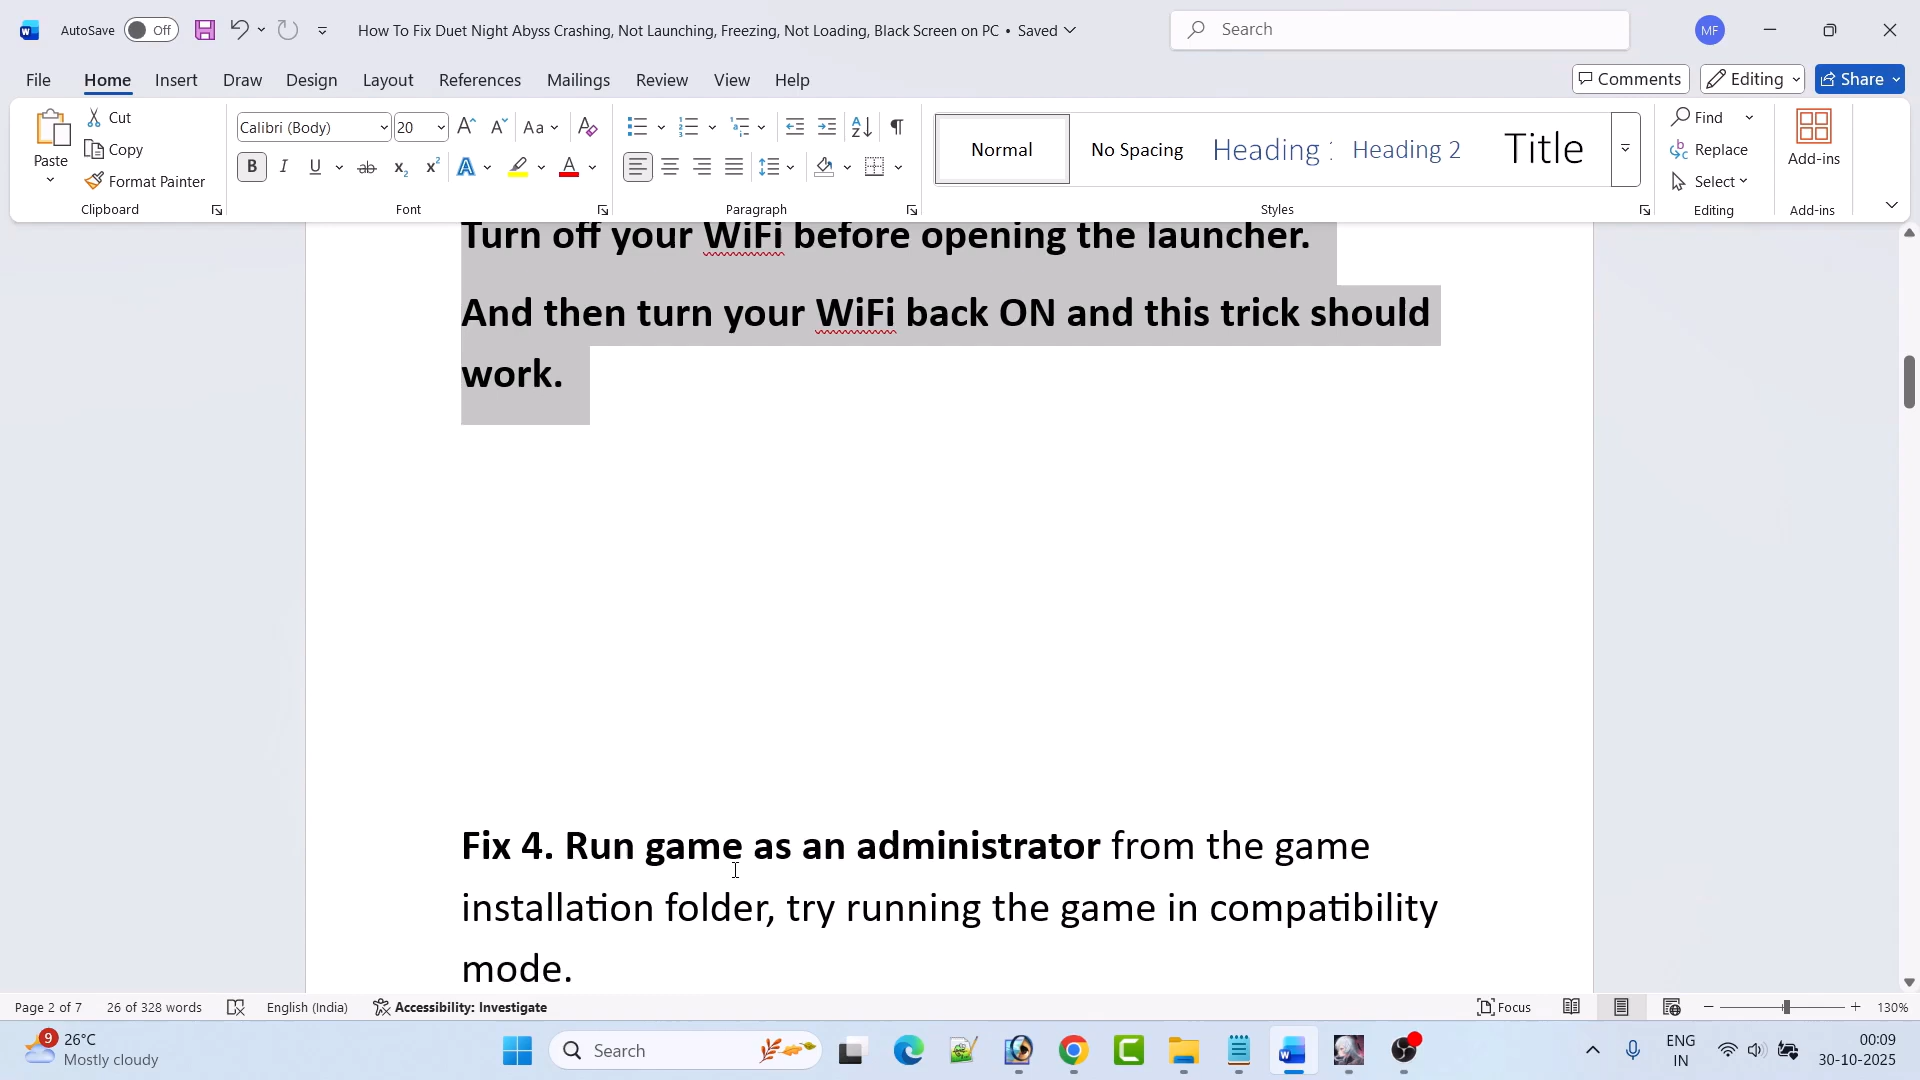 AutoSave Off How To Fix Duet Night Abyss Crashing, Not Launching, Freezing, Not Loading, Black Screen on PC • Saved Search MF
File Home Insert Draw Design Layout References Mailings Review View Help Comments Editing Share
Paste Cut Calibri (Body) 20 Normal No Spacing Heading Heading 2 Title Find Add-ins
Copy Replace
Format Painter Select
Clipboard Font Paragraph Styles Editing Add-ins
Turn off your WiFi before opening the launcher.
And then turn your WiFi back ON and this trick should
work.
Fix 4. Run game as an administrator from the game
installation folder, try running the game in compatibility
mode.
Page 2 of 7 26 of 328 words English (India) Accessibility: Investigate Focus 130%
9 26°C Search ENG 00:09
Mostly cloudy IN 30-10-2025